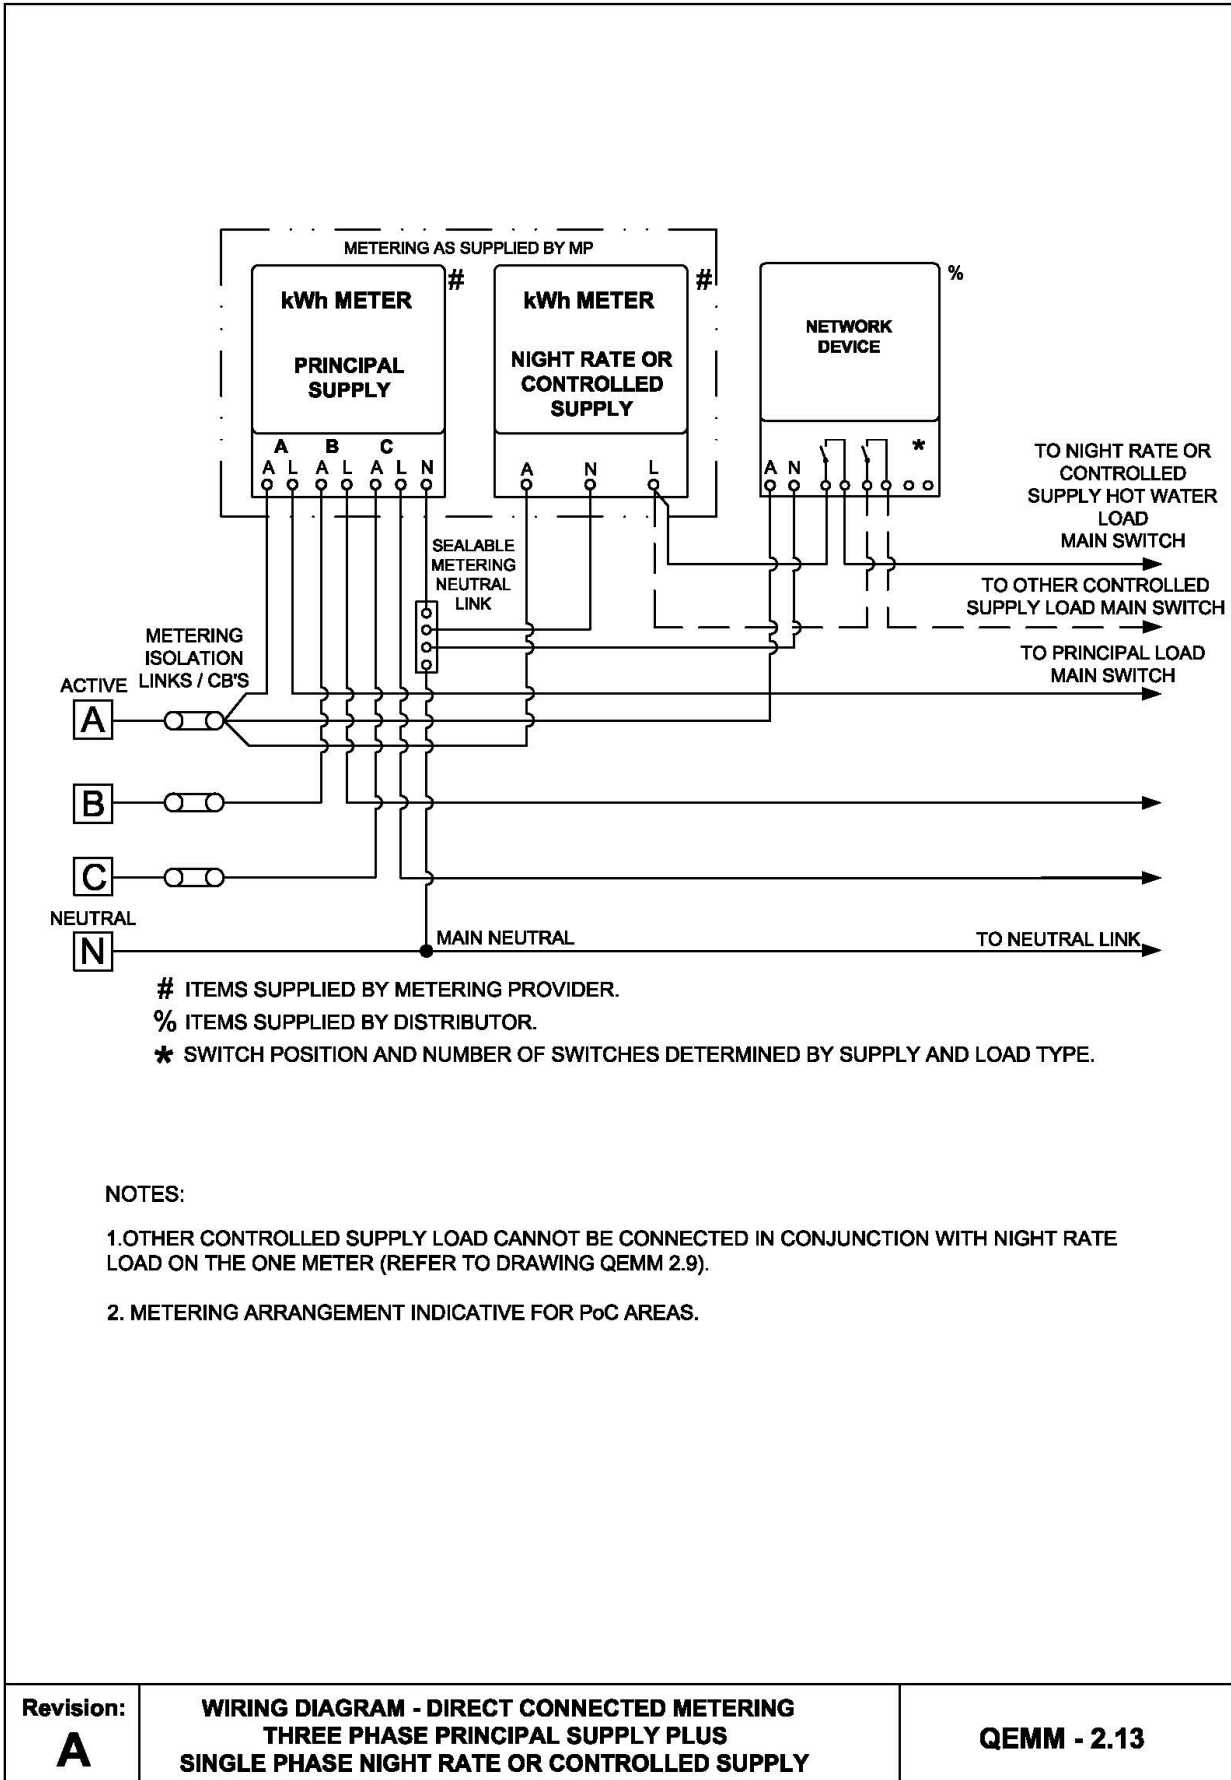 METERING AS SUPPLIED BY MP
kWh METER
#
PRINCIPAL
SUPPLY
A B C
A L A L A L N
kWh METER
#
NIGHT RATE OR
CONTROLLED
SUPPLY
A N L
%
NETWORK
DEVICE
*
A N
TO NIGHT RATE OR
CONTROLLED
SUPPLY HOT WATER
LOAD
MAIN SWITCH
TO OTHER CONTROLLED
SUPPLY LOAD MAIN SWITCH
TO PRINCIPAL LOAD
MAIN SWITCH
SEALABLE
METERING
NEUTRAL
LINK
METERING
ISOLATION
LINKS / CB'S
ACTIVE
A
B
C
NEUTRAL
N
MAIN NEUTRAL
TO NEUTRAL LINK
# ITEMS SUPPLIED BY METERING PROVIDER.
% ITEMS SUPPLIED BY DISTRIBUTOR.
* SWITCH POSITION AND NUMBER OF SWITCHES DETERMINED BY SUPPLY AND LOAD TYPE.
NOTES:
1.OTHER CONTROLLED SUPPLY LOAD CANNOT BE CONNECTED IN CONJUNCTION WITH NIGHT RATE
LOAD ON THE ONE METER (REFER TO DRAWING QEMM 2.9).
2. METERING ARRANGEMENT INDICATIVE FOR PoC AREAS.
Revision:
A
WIRING DIAGRAM - DIRECT CONNECTED METERING
THREE PHASE PRINCIPAL SUPPLY PLUS
SINGLE PHASE NIGHT RATE OR CONTROLLED SUPPLY
QEMM - 2.13